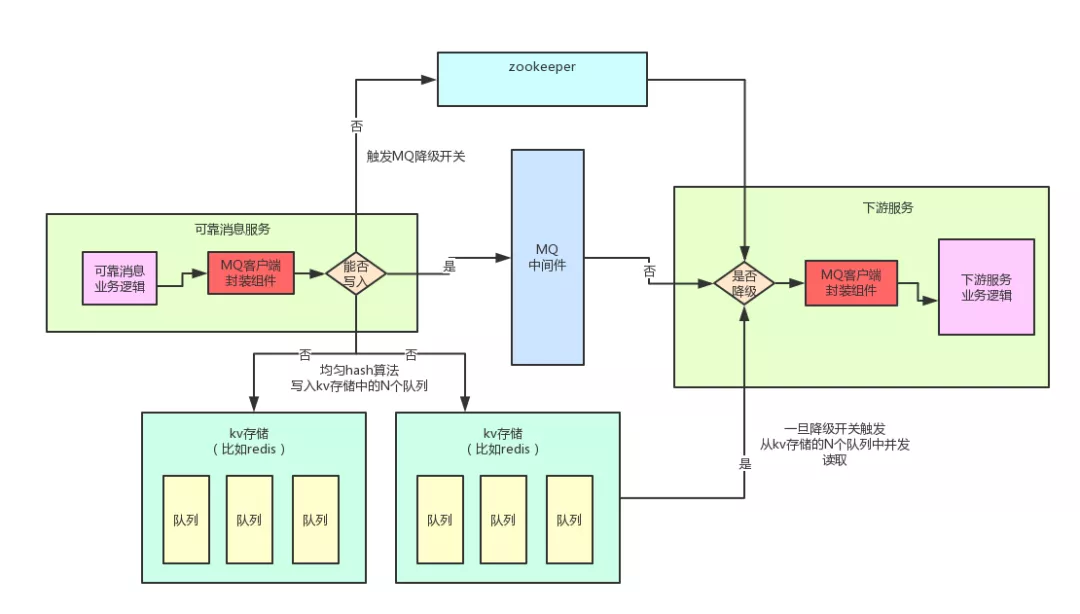 zookeeper
否
触发MQ降级开关
可靠消息服务
可靠消息
业务逻辑
MQ客户端
封装组件
能否
写入
是
MQ
中间件
否
下游服务
是否
降级
MQ客户端
封装组件
下游服务
业务逻辑
否
否
均匀hash算法
写入kv存储中的N个队列
kv存储
（比如redis）
队列
队列
队列
kv存储
（比如redis）
队列
队列
队列
一旦降级开关触发
从kv存储的N个队列中并发
读取
是